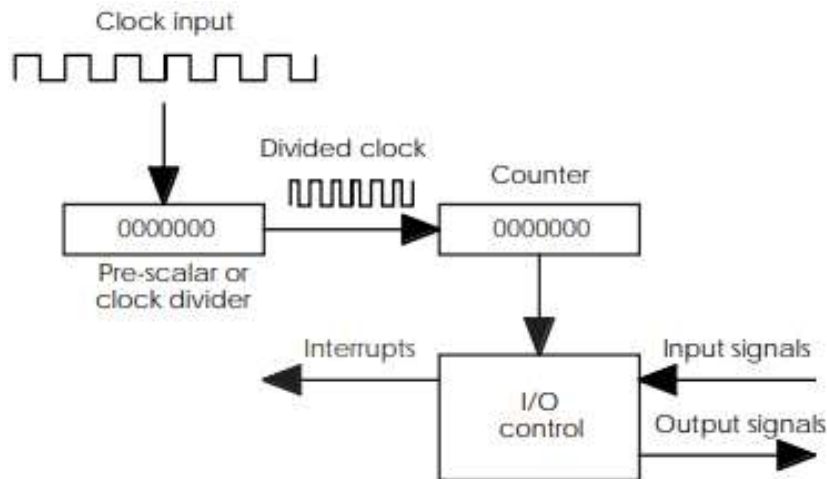 Clock input
Divided clock
Counter
0000000
0000000
Pre-scalar or
clock divider
Interrupts
Input signals
I/O
control
Output signals